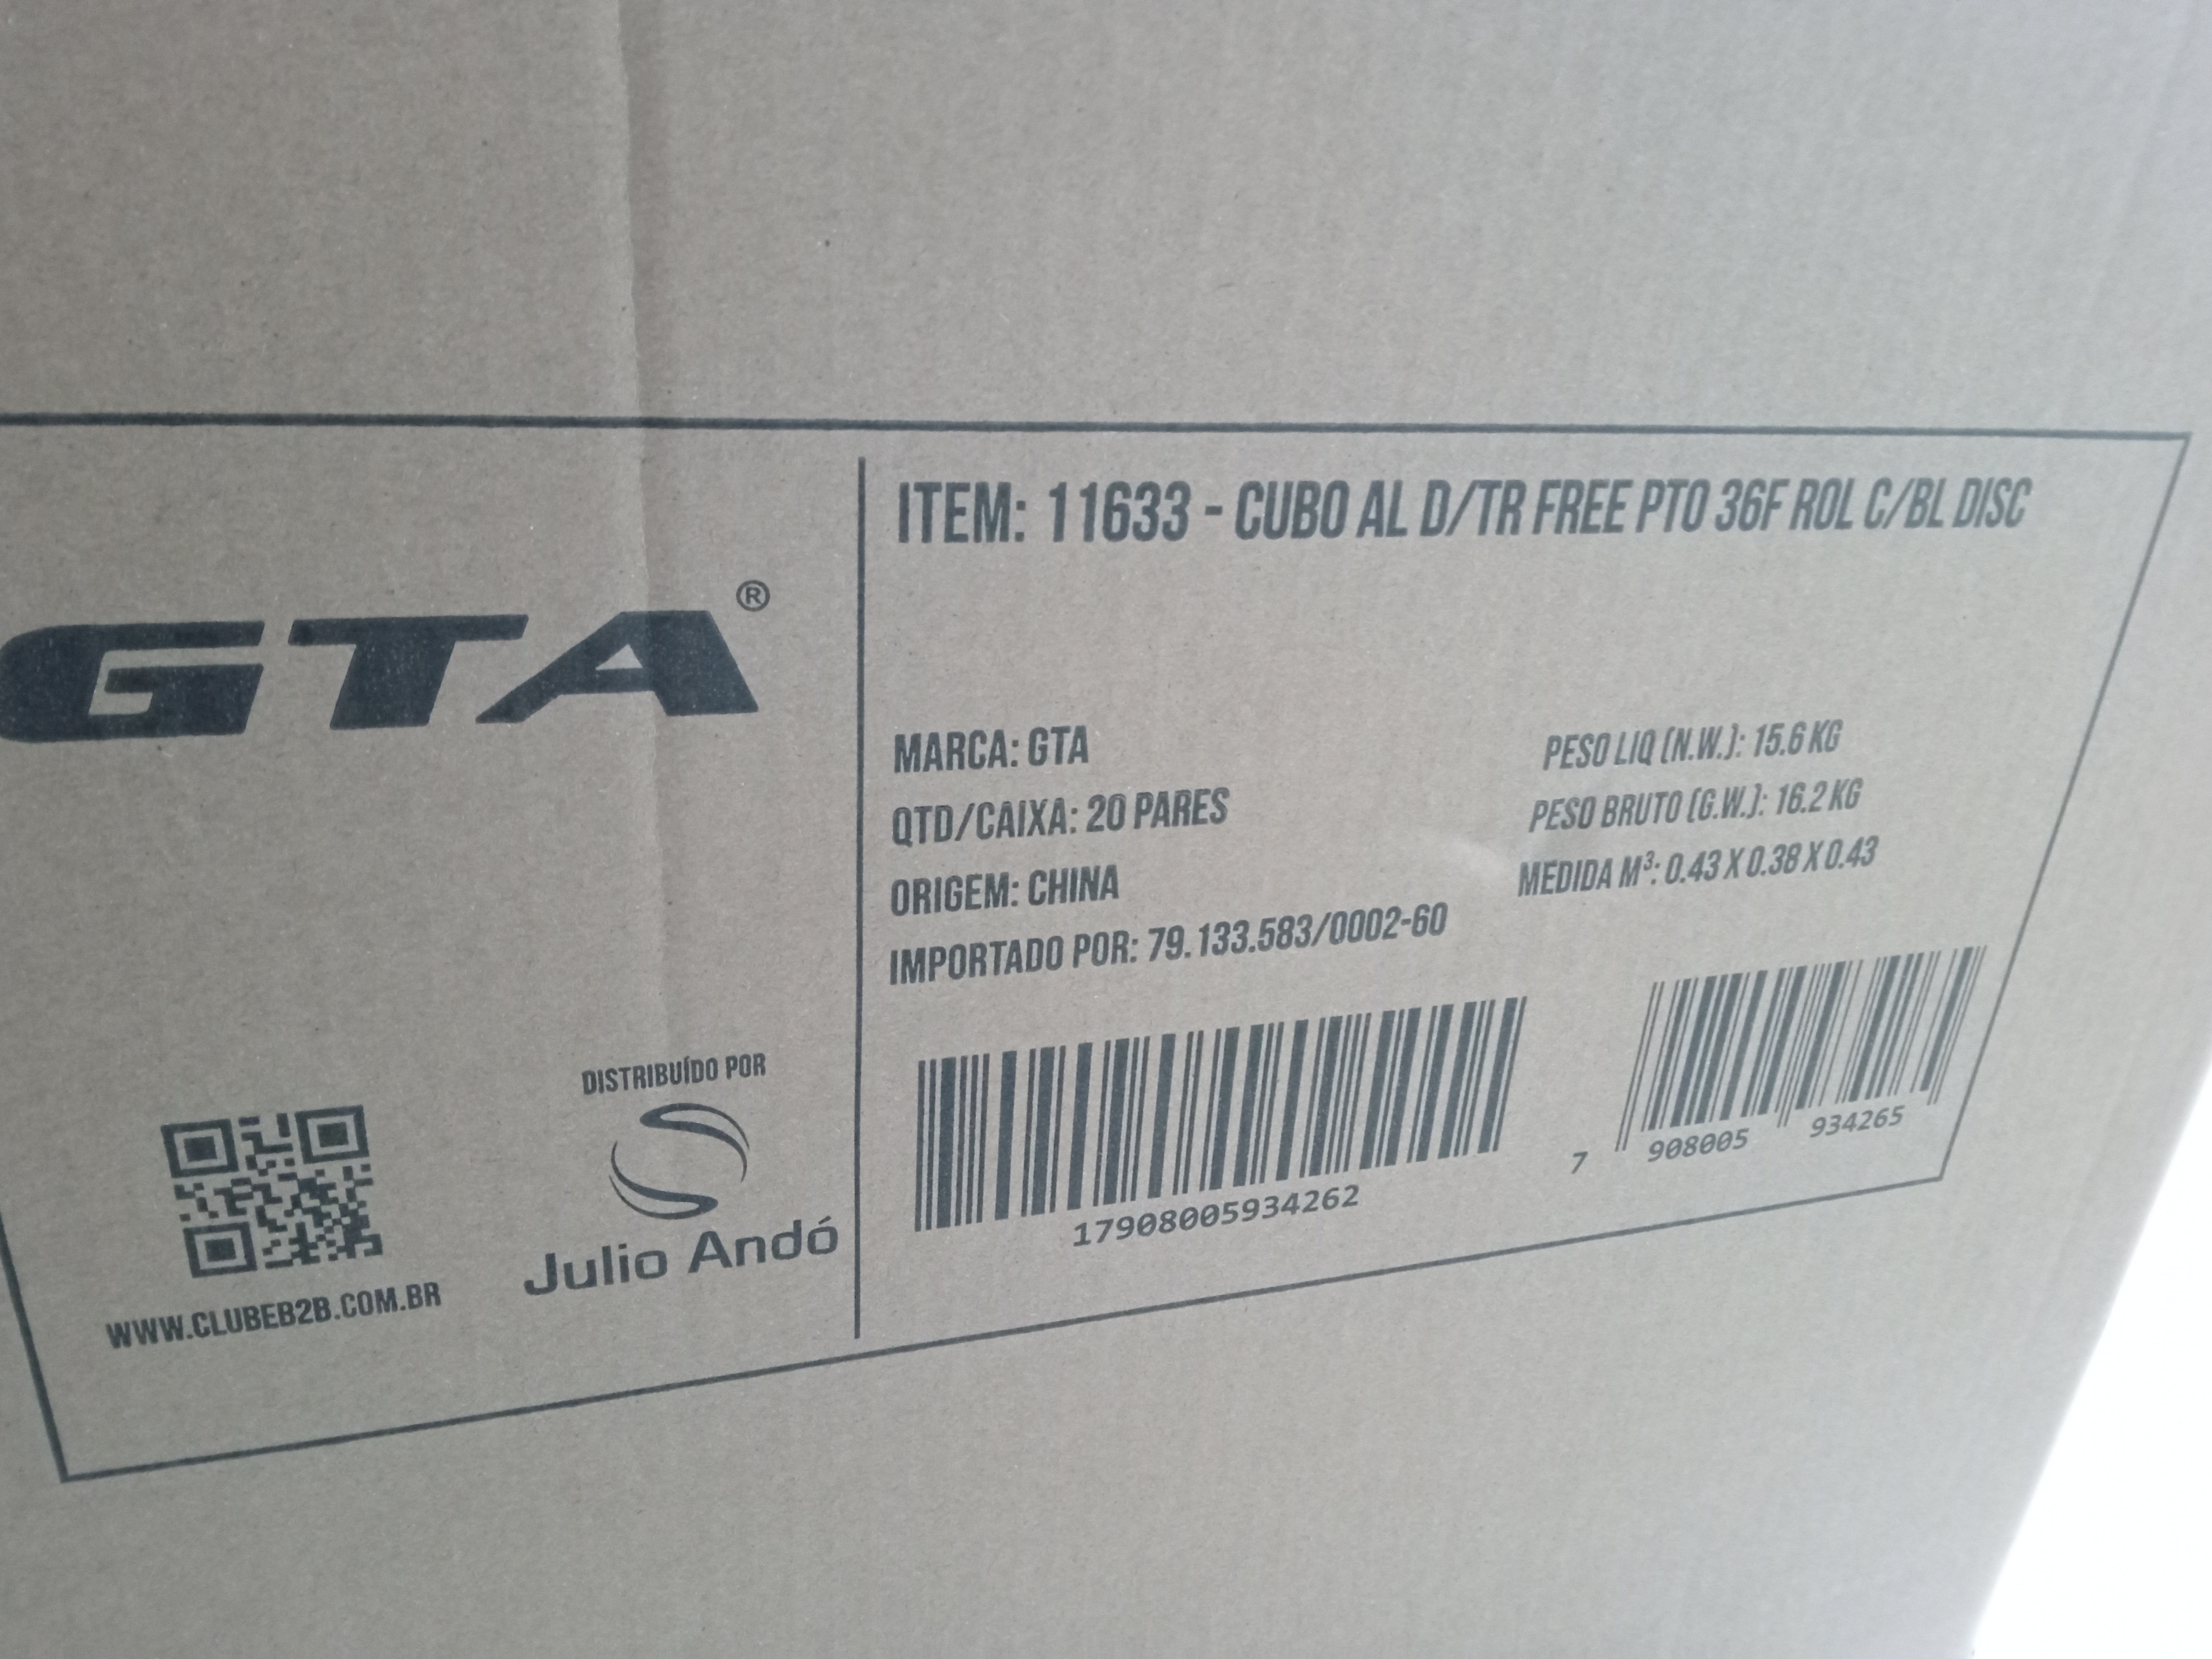 GTA®
WWW.CLUBEB2B.COM.BR
DISTRIBUÍDO POR
Julio Andó
ITEM: 11633 - CUBO AL D/TR FREE PTO 36F ROL C/BL DISC
MARCA: GTA
QTD/CAIXA: 20 PARES
ORIGEM: CHINA
IMPORTADO POR: 79.133.583/0002-60
PESO LIQ (N.W.): 15.6 KG
PESO BRUTO (G.W.): 16.2 KG
MEDIDA M³: 0.43 X 0.38 X 0.43
17908005934262
7 908005 934265